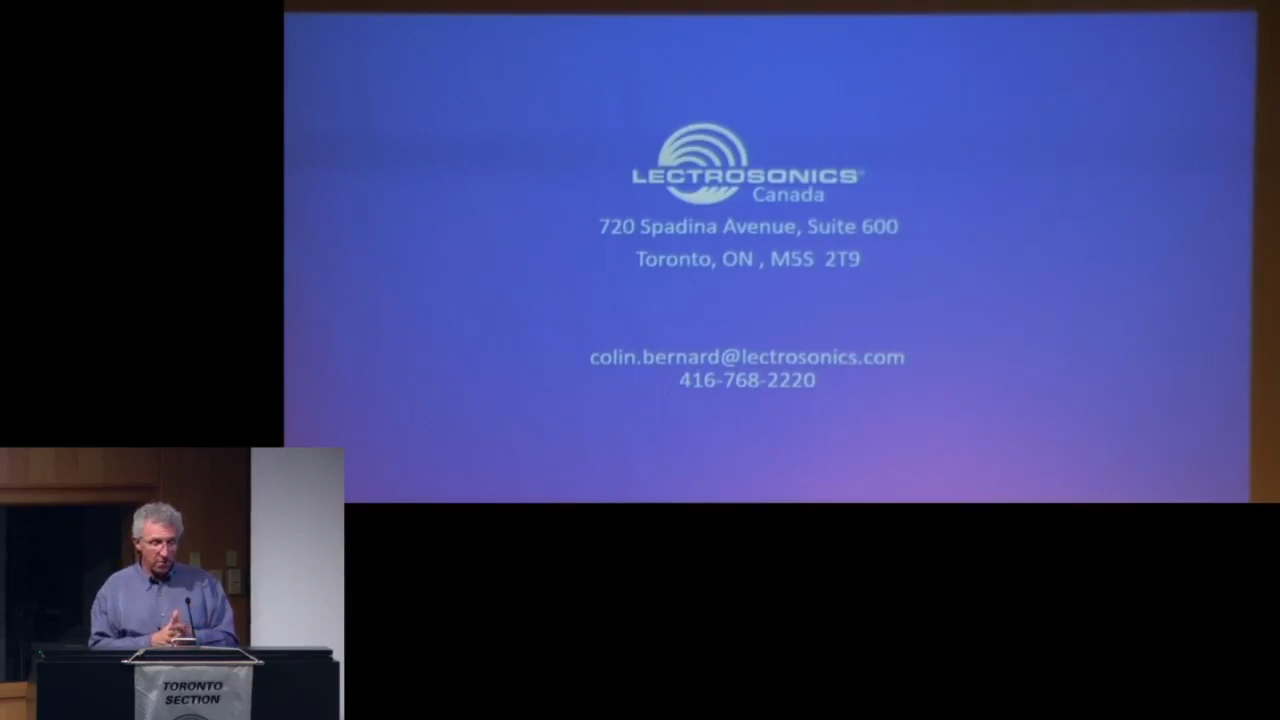 LECTROSONICS
Canada
720 Spadina Avenue, Suite 600
Toronto, ON , M5S 2T9
colin.bernard@lectrosonics.com
416-768-2220
TORONTO
SECTION